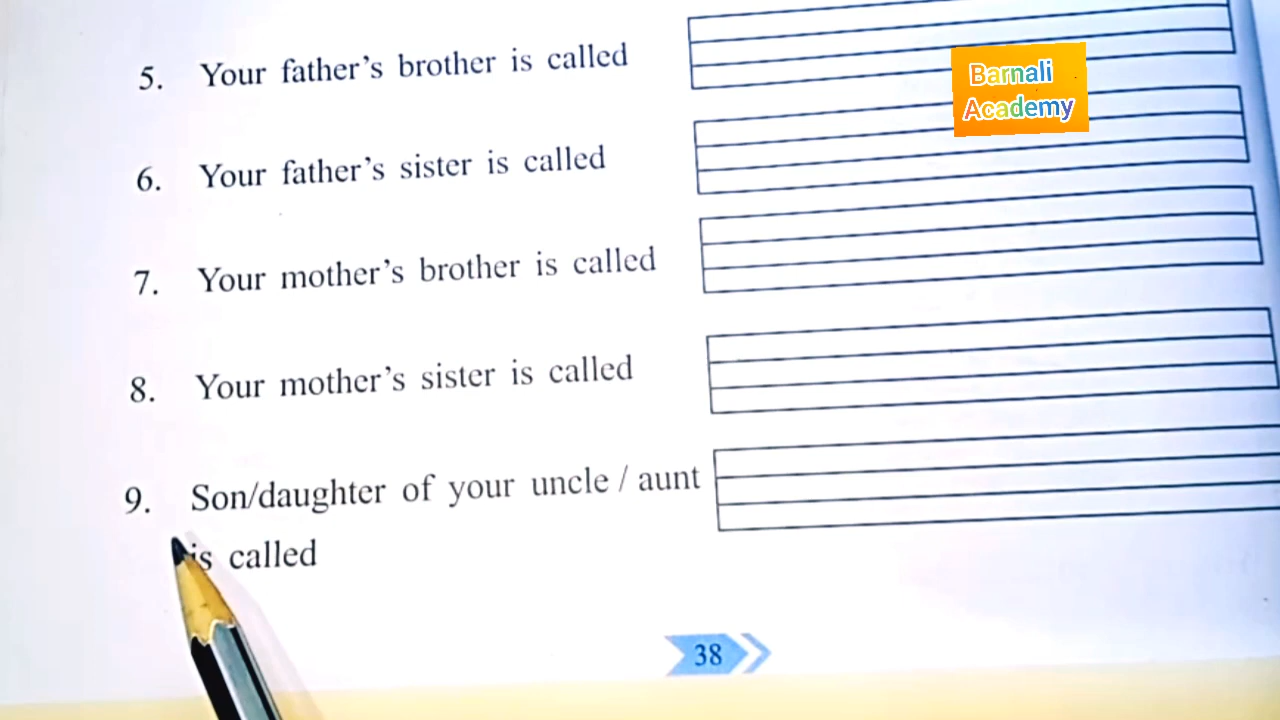 5. Your father's brother is called
Barnali
Academy
6. Your father's sister is called
7. Your mother's brother is called
8. Your mother's sister is called
9. Son/daughter of your uncle / aunt
is called
38